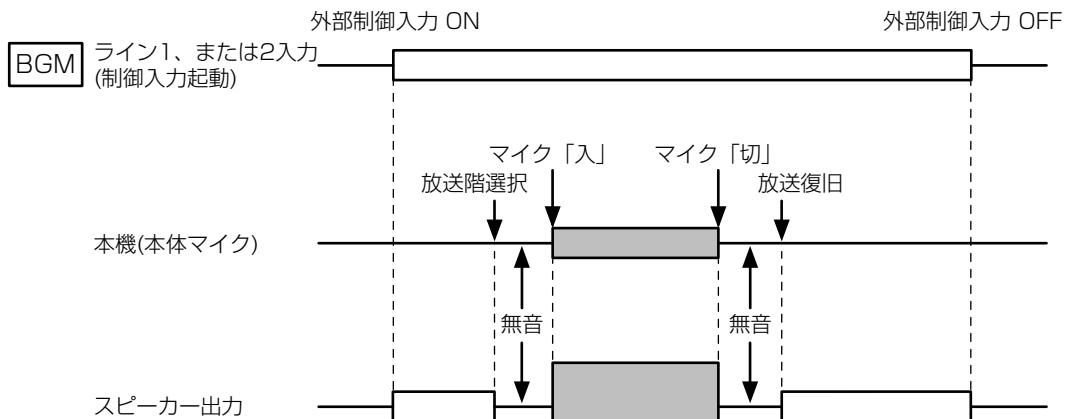 外部制御入力 ON
外部制御入力 OFF
BGM
ライン1、または2入力
(制御入力起動)
マイク「入」
マイク「切」
放送階選択
放送復旧
本機(本体マイク)
無音
無音
スピーカー出力